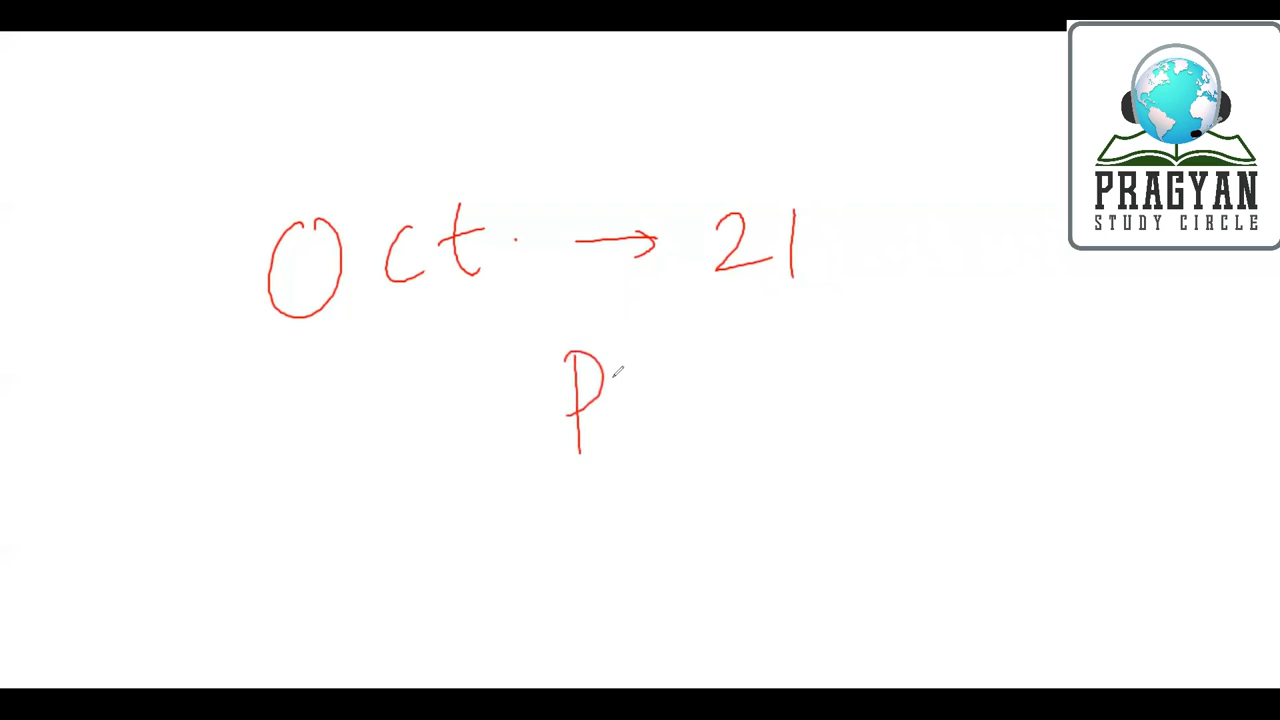 PRAGYAN
STUDY CIRCLE
Oct. → 21
P